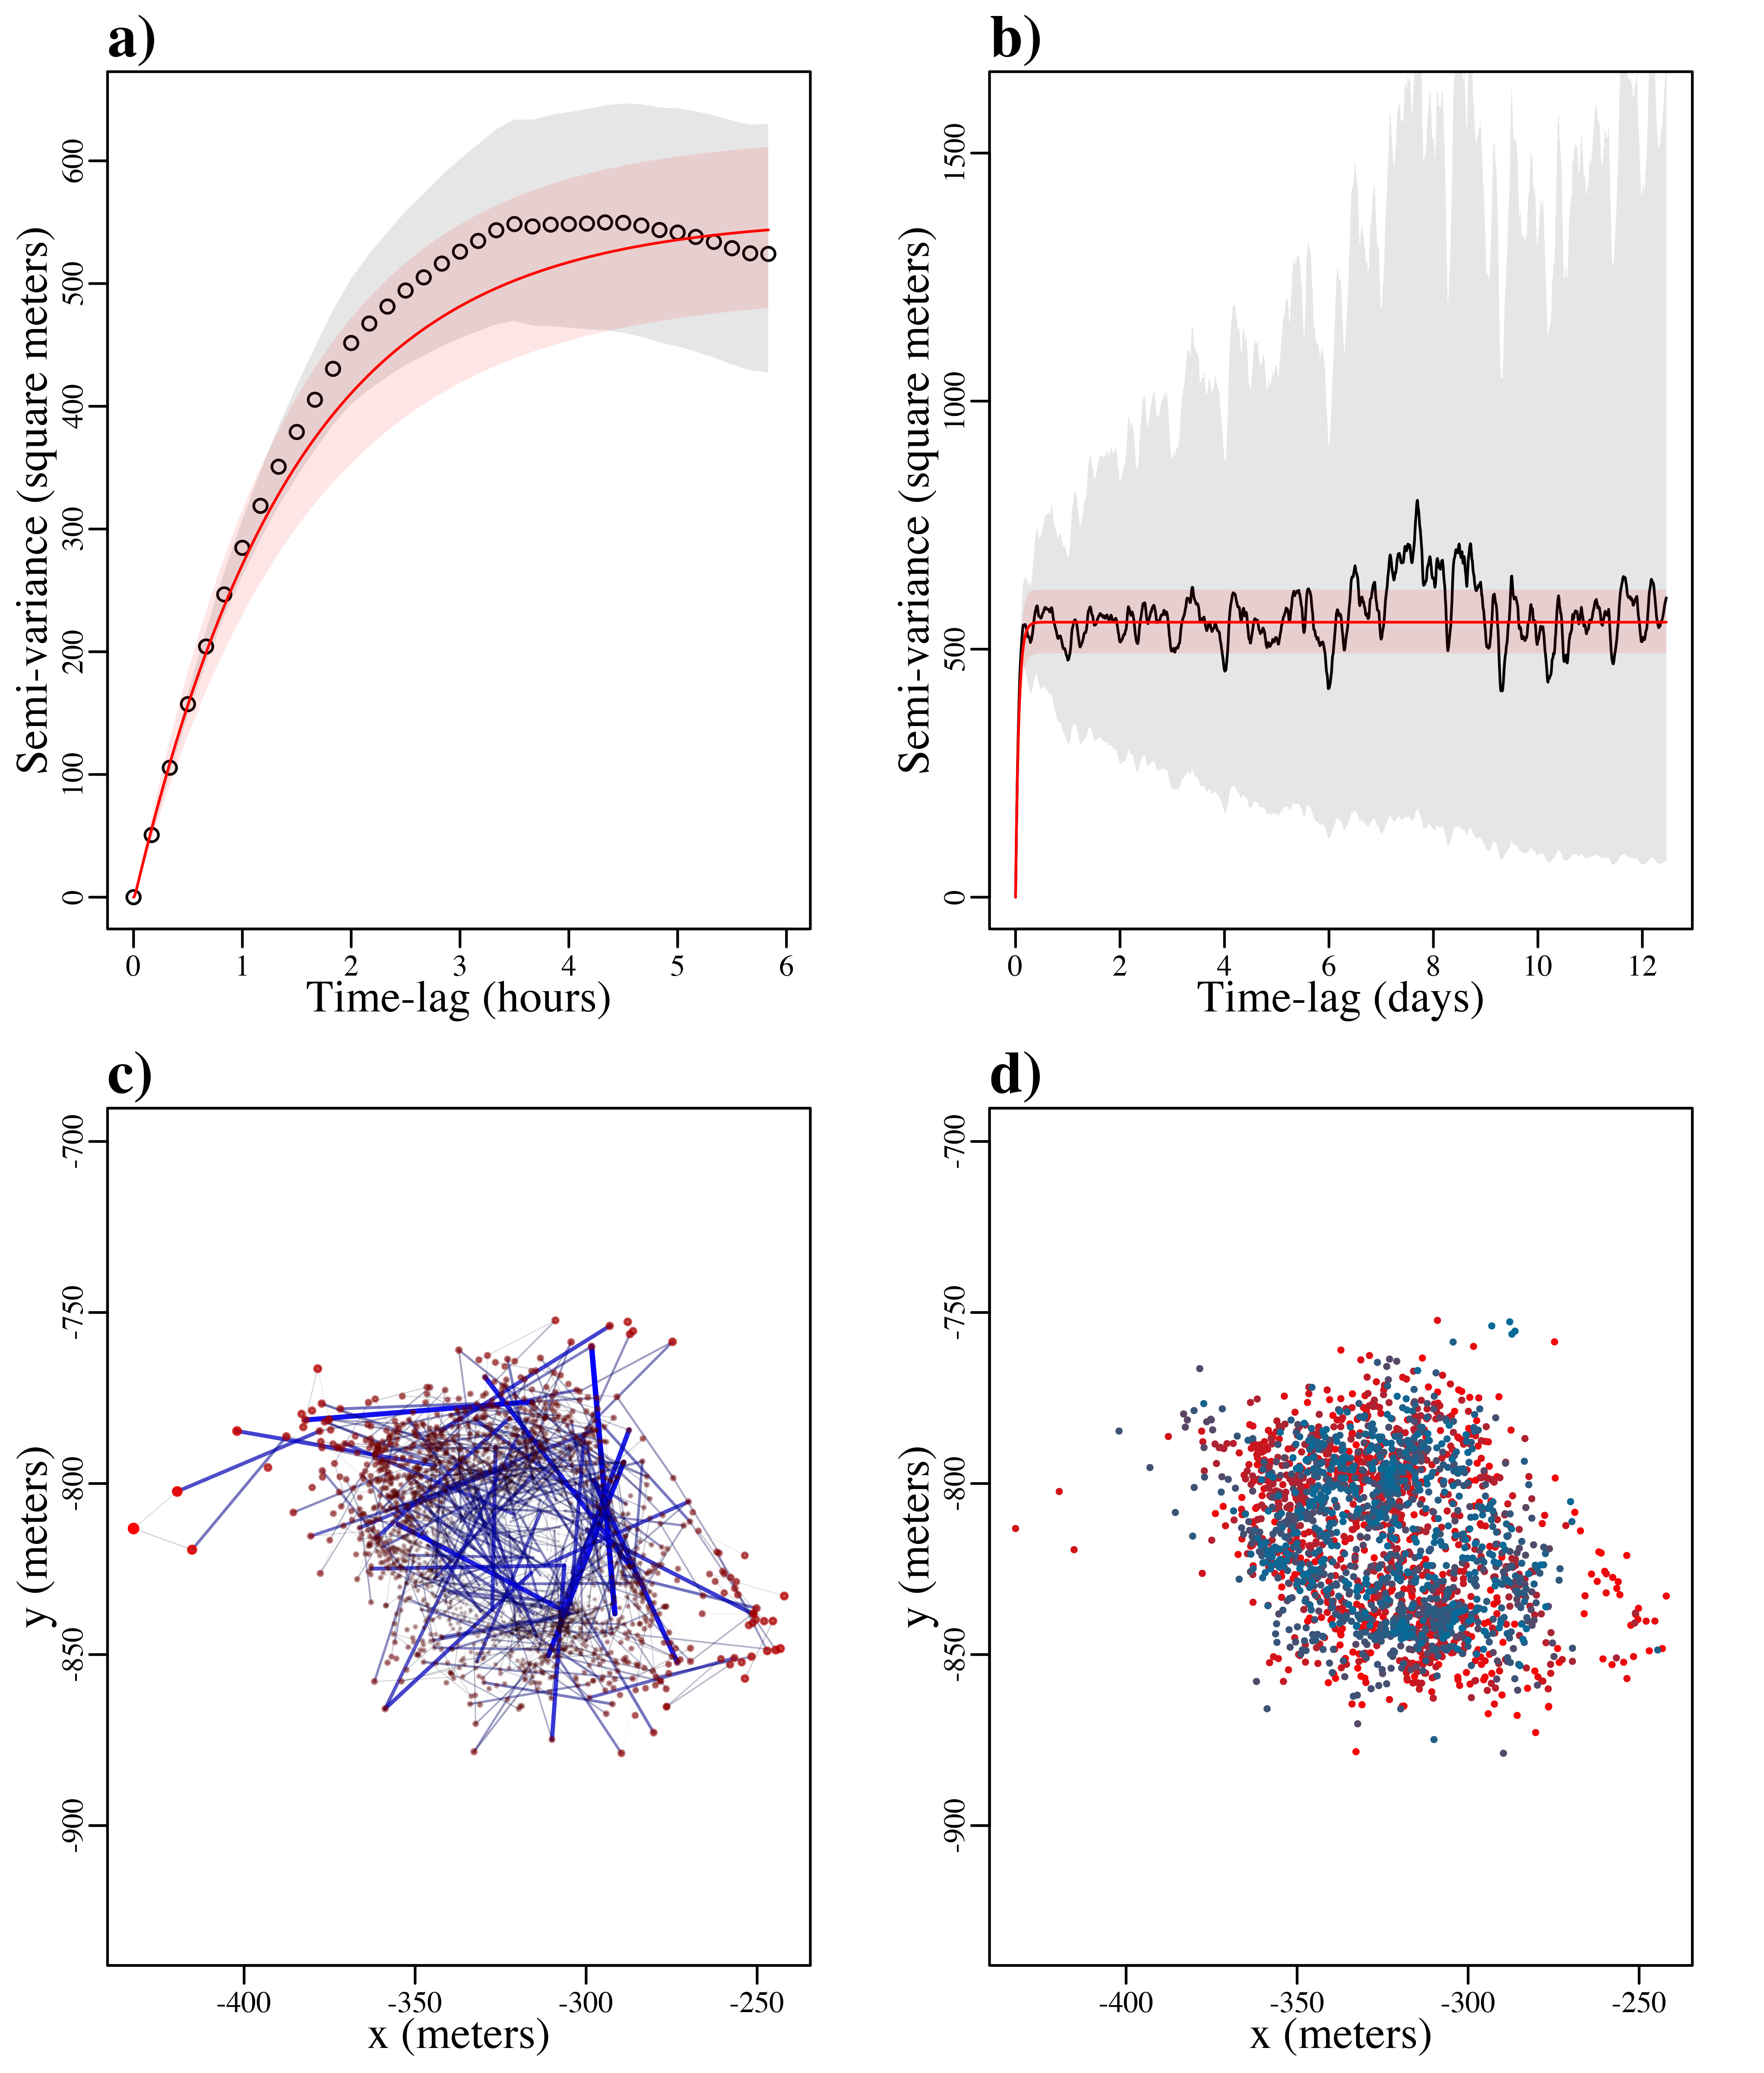 a)
Semi-variance (square meters)
0 100 200 300 400 500 600
0 1 2 3 4 5 6
Time-lag (hours)
b)
Semi-variance (square meters)
0 500 1000 1500
0 2 4 6 8 10 12
Time-lag (days)
c)
y (meters)
-900 -850 -800 -750 -700
-400 -350 -300 -250
x (meters)
d)
y (meters)
-900 -850 -800 -750 -700
-400 -350 -300 -250
x (meters)